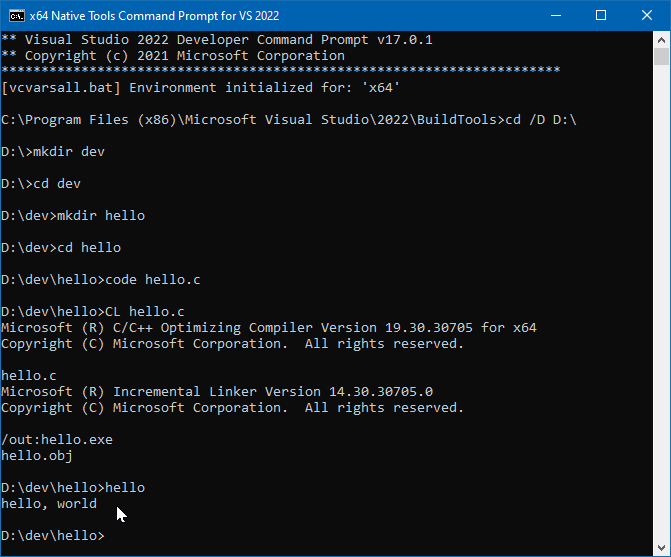 x64 Native Tools Command Prompt for VS 2022
** Visual Studio 2022 Developer Command Prompt v17.0.1
** Copyright (c) 2021 Microsoft Corporation
**********************************************************************
[vcvarsall.bat] Environment initialized for: 'x64'
C:\Program Files (x86)\Microsoft Visual Studio\2022\BuildTools>cd /D D:\
D:\>mkdir dev
D:\>cd dev
D:\dev>mkdir hello
D:\dev>cd hello
D:\dev\hello>code hello.c
D:\dev\hello>CL hello.c
Microsoft (R) C/C++ Optimizing Compiler Version 19.30.30705 for x64
Copyright (C) Microsoft Corporation.  All rights reserved.
hello.c
Microsoft (R) Incremental Linker Version 14.30.30705.0
Copyright (C) Microsoft Corporation.  All rights reserved.
/out:hello.exe
hello.obj
D:\dev\hello>hello
hello, world
D:\dev\hello>